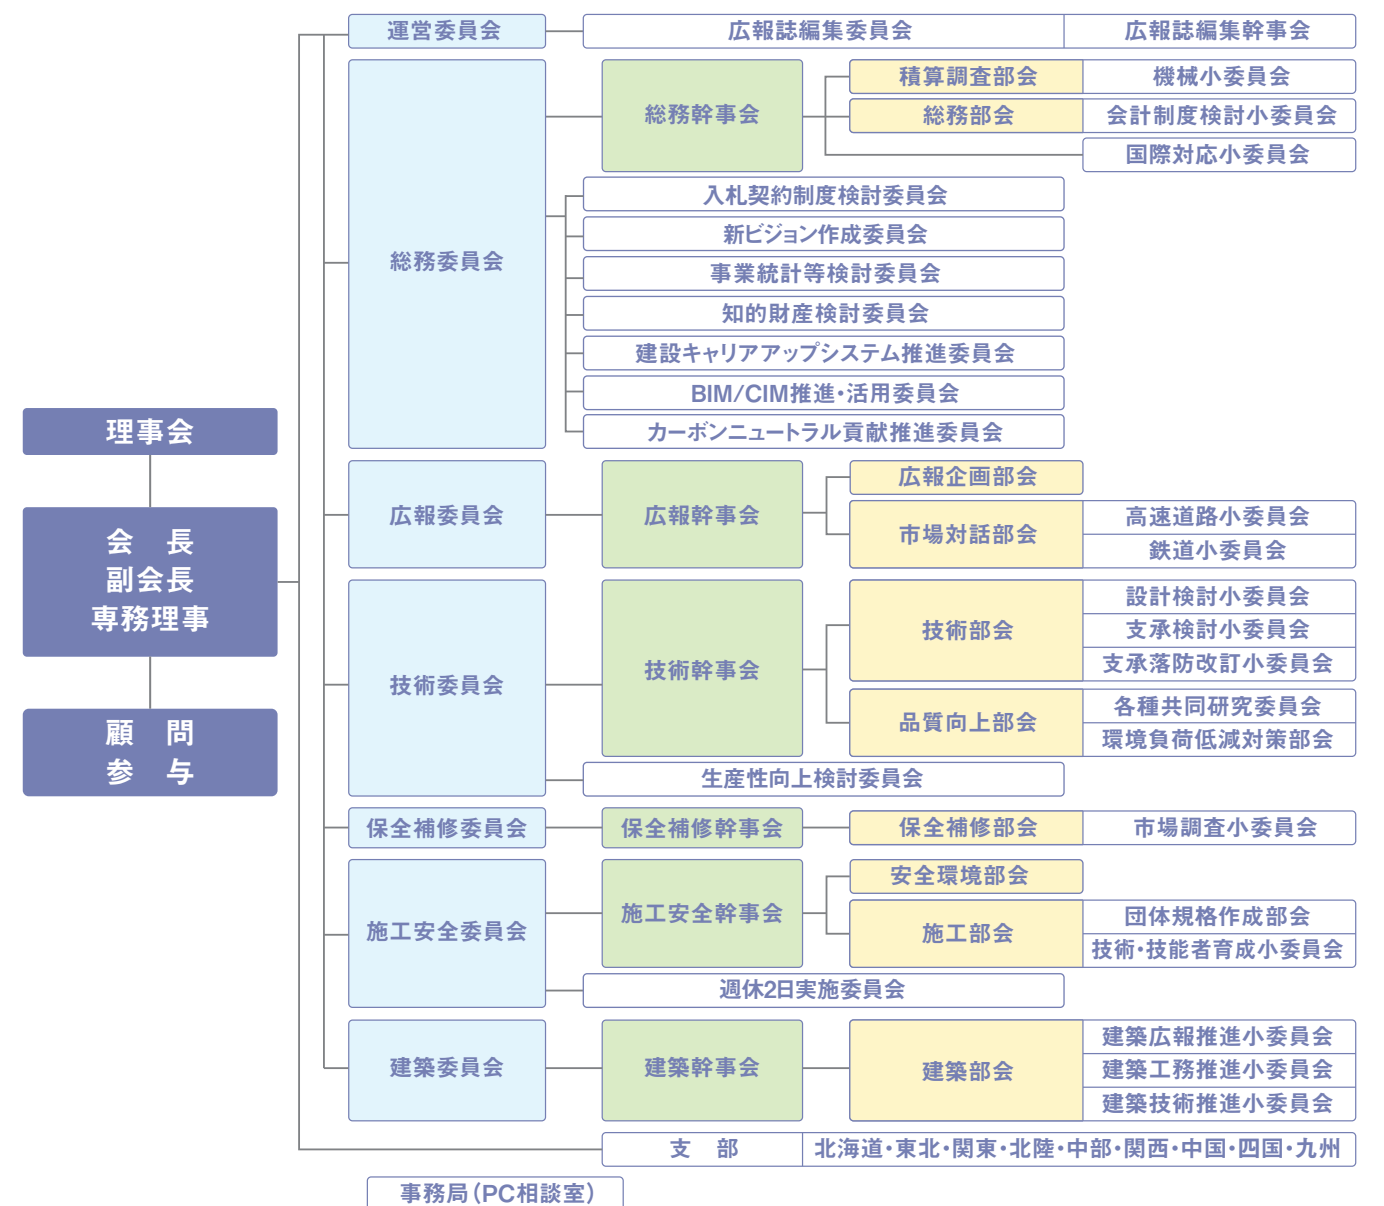 理事会
会　長
副会長
専務理事
顧　問
参　与
運営委員会
広報誌編集委員会
広報誌編集幹事会
総務委員会
総務幹事会
積算調査部会
機械小委員会
総務部会
会計制度検討小委員会
国際対応小委員会
入札契約制度検討委員会
新ビジョン作成委員会
事業統計等検討委員会
知的財産検討委員会
建設キャリアアップシステム推進委員会
BIM/CIM推進・活用委員会
カーボンニュートラル貢献推進委員会
広報委員会
広報幹事会
広報企画部会
市場対話部会
高速道路小委員会
鉄道小委員会
技術委員会
技術幹事会
技術部会
設計検討小委員会
支承検討小委員会
支承落防改訂小委員会
品質向上部会
各種共同研究委員会
環境負荷低減対策部会
生産性向上検討委員会
保全補修委員会
保全補修幹事会
保全補修部会
市場調査小委員会
施工安全委員会
施工安全幹事会
安全環境部会
施工部会
団体規格作成部会
技術・技能者育成小委員会
週休2日実施委員会
建築委員会
建築幹事会
建築部会
建築広報推進小委員会
建築工務推進小委員会
建築技術推進小委員会
支　部
北海道・東北・関東・北陸・中部・関西・中国・四国・九州
事務局（PC相談室）